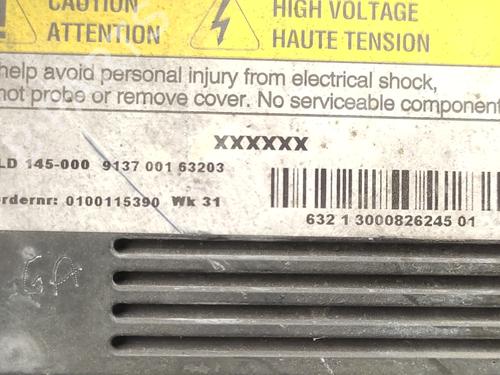 CAUTION
ATTENTION
HIGH VOLTAGE
HAUTE TENSION
help avoid personal injury from electrical shock,
not probe or remove cover. No serviceable component
XXXXXX
LD 145-000 9137 001 63203
rdernr: 0100115390 Wk 31
632 1 3000826245 01
GA